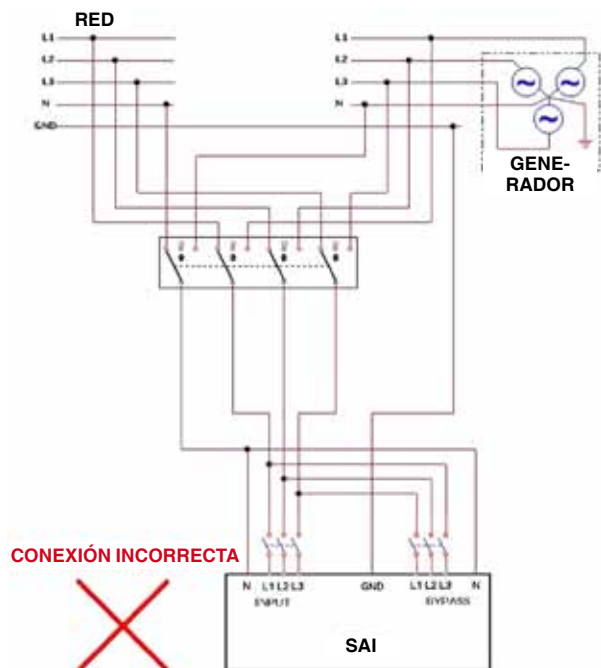 RED
L1
L2
L3
N
GND
L1
L2
L3
N
GENE-
RADOR
CONEXIÓN INCORRECTA
N L1 L2 L3 GND L1 L2 L3 N
INPUT BYPASS
SAI